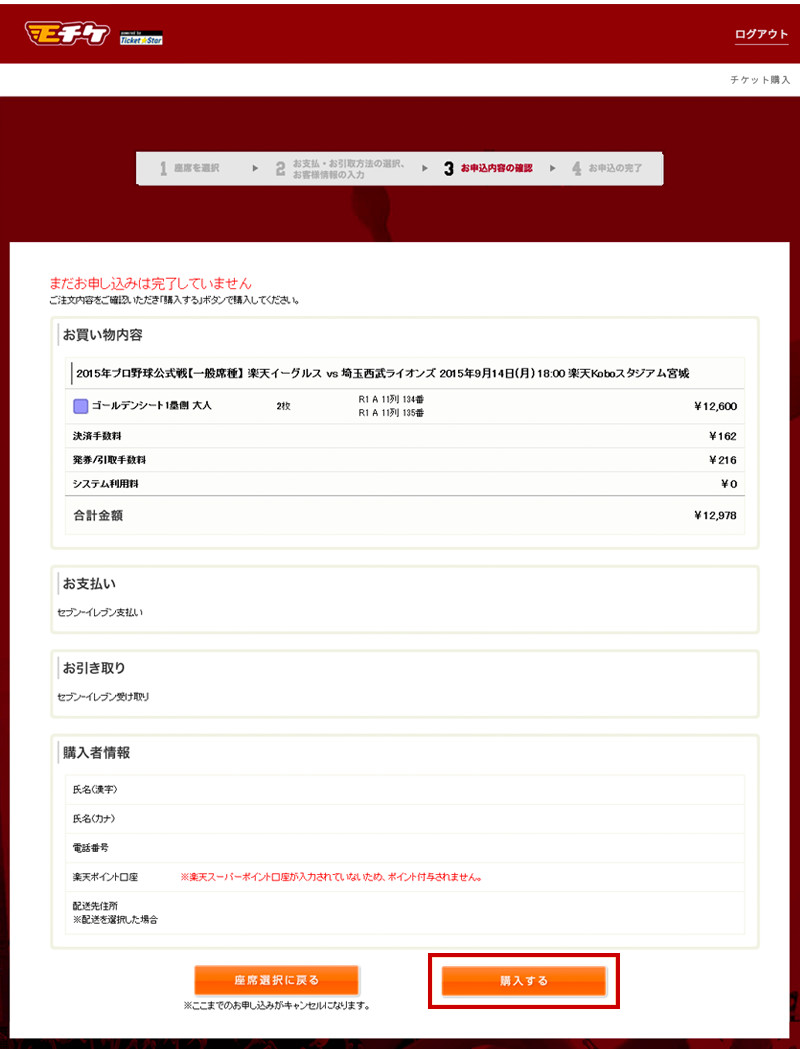 Eチケ
powered by
Ticket Star
ログアウト
チケット購入
1 座席を選択
2 お支払・お引取方法の選択、
お客様情報の入力
3 お申込内容の確認
4 お申込の完了
まだお申し込みは完了していません
ご注文内容をご確認いただき「購入する」ボタンで購入してください。
お買い物内容
2015年プロ野球公式戦【一般席種】 楽天イーグルス vs 埼玉西武ライオンズ 2015年9月14日(月) 18:00 楽天Koboスタジアム宮城
ゴールデンシート1塁側 大人 2枚 R1 A 11列 134番 ¥12,600
R1 A 11列 135番
決済手数料 ¥162
発券/引取手数料 ¥216
システム利用料 ¥0
合計金額 ¥12,978
お支払い
セブン-イレブン支払い
お引き取り
セブン-イレブン受け取り
購入者情報
氏名(漢字)
氏名(カナ)
電話番号
楽天ポイント口座 ※楽天スーパーポイント口座が入力されていないため、ポイント付与されません。
配送先住所
※配送を選択した場合
座席選択に戻る 購入する
※ここまでのお申し込みがキャンセルになります。